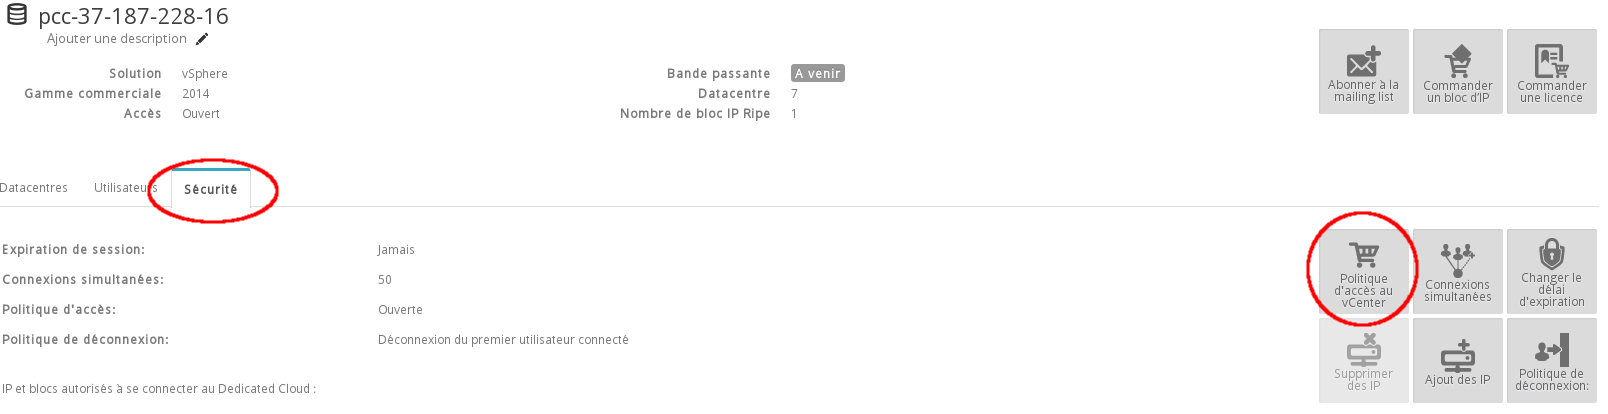 pcc-37-187-228-16
Ajouter une description
Solution vSphere
Gamme commerciale 2014
Accès Ouvert
Bande passante A venir
Datacentre 7
Nombre de bloc IP Ripe 1
Abonner à la
mailing list
Commander
un bloc d'IP
Commander
une licence
Datacentres Utilisateurs Sécurité
Expiration de session: Jamais
Connexions simultanées: 50
Politique d'accès: Ouverte
Politique de déconnexion: Déconnexion du premier utilisateur connecté
Politique
d'accès au
vCenter
Connexions
simultanées
Changer le
délai
d'expiration
Supprimer
des IP
Ajout des IP
Politique de
déconnexion:
IP et blocs autorisés à se connecter au Dedicated Cloud :